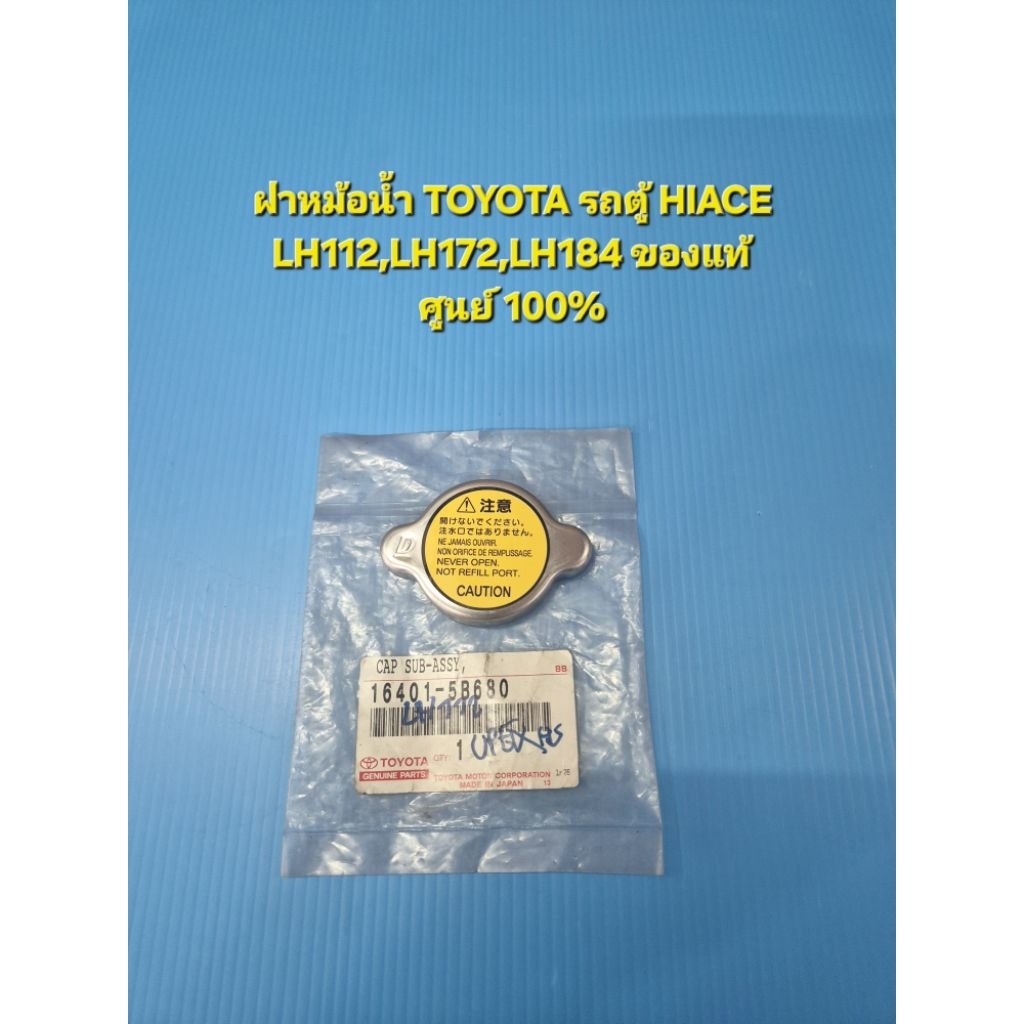 ฝาหม้อน้ำ TOYOTA รถตู้ HIACE
LH112,LH172,LH184 ของแท้
ศูนย์ 100%
注意
開けないでください。
注水口ではありません。
NE JAMAIS OUVRIR.
NON ORIFICE DE REMPLISSAGE.
NEVER OPEN.
NOT REFILL PORT.
CAUTION
CAP SUB-ASSY,
BB
16401-5B680
QTY. 1
TOYOTA
GENUINE PARTS
TOYOTA MOTOR CORPORATION
MADE IN JAPAN 13